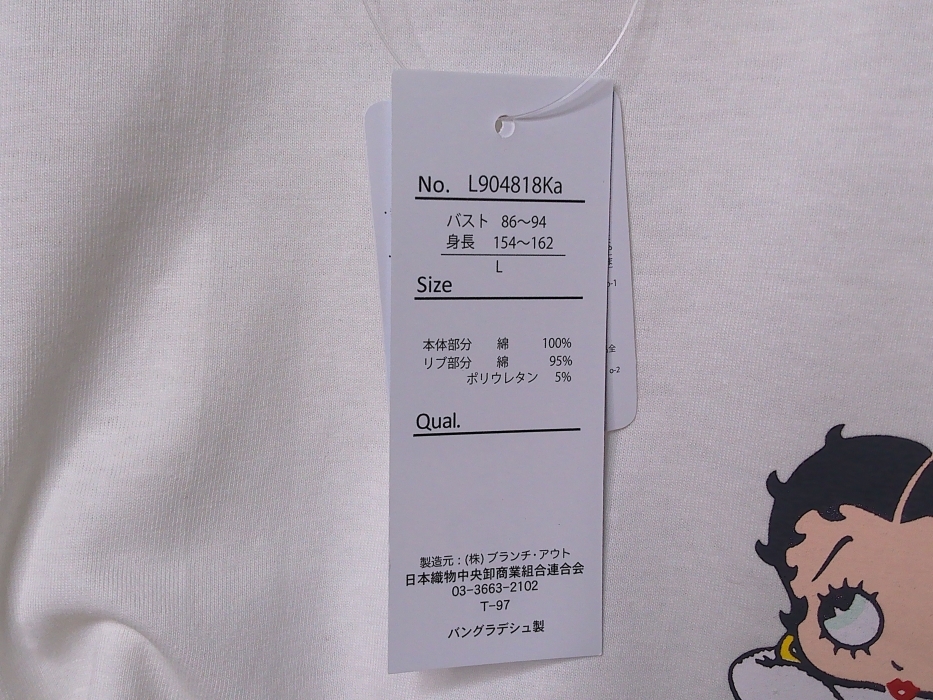 No. L904818Ka
バスト 86～94
身長 154～162
L
Size
本体部分 綿 100%
リブ部分 綿 95%
ポリウレタン 5%
Qual.
製造元：(株) ブランチ・アウト
日本織物中央卸商業組合連合会
03-3663-2102
T-97
バングラデシュ製